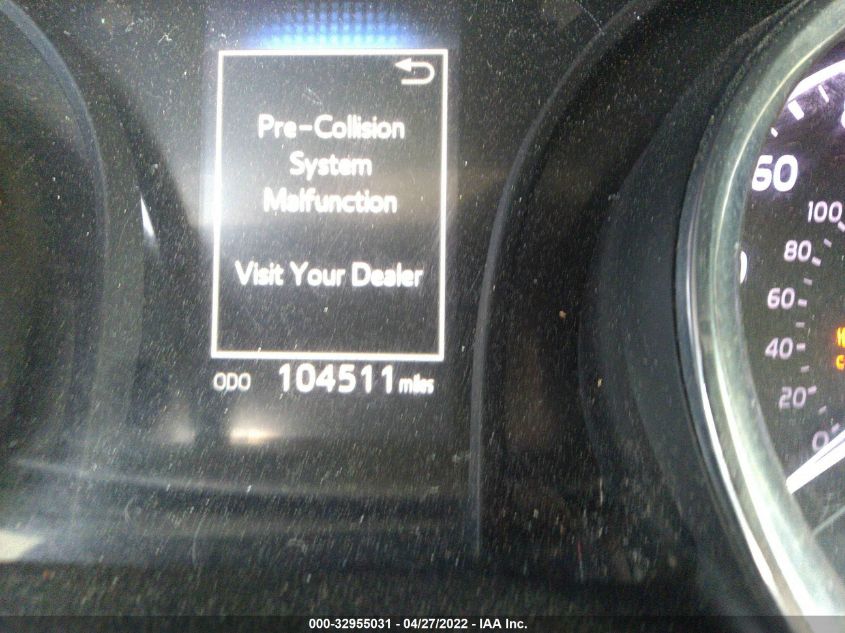 Pre-Collision
System
Malfunction
Visit Your Dealer
ODO 104511 miles
60
100
80
60
40
20
0
000-32955031 - 04/27/2022 - IAA Inc.